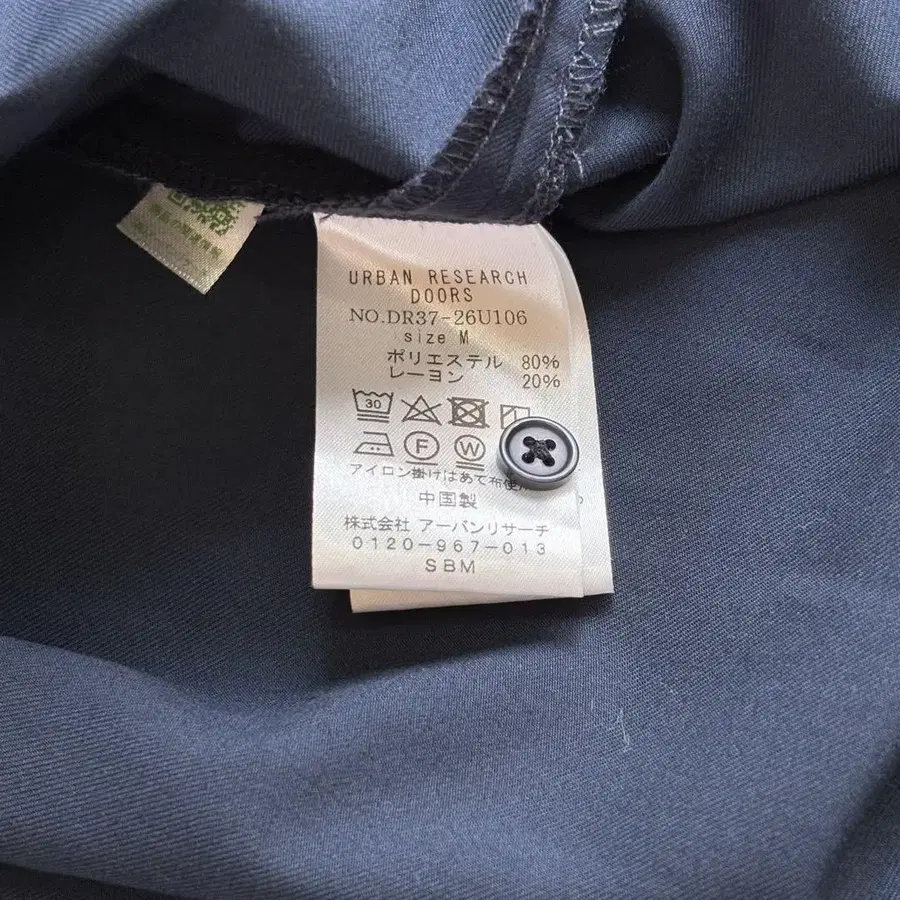 URBAN RESEARCH
DOORS
NO.DR37-26U106
size M
ポリエステル 80%
レーヨン 20%
30
F W
アイロン掛けはあて布使
中国製
株式会社 アーバンリサーチ
0120-967-013
SBM